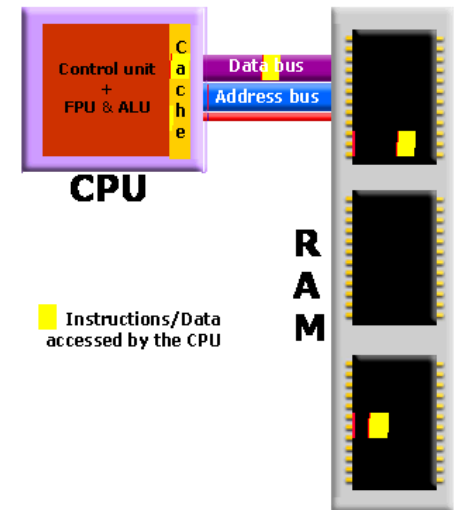 Control unit
+
FPU & ALU
C
a
c
h
e
Data bus
Address bus
CPU
R
A
M
Instructions/Data
accessed by the CPU